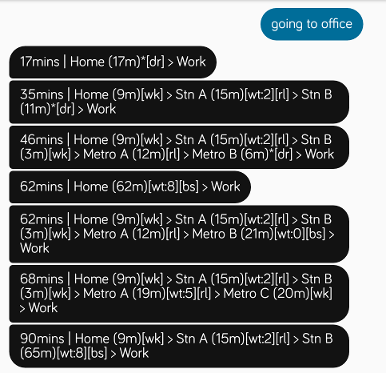 going to office
17mins | Home (17m)*[dr] > Work
35mins | Home (9m)[wk] > Stn A (15m)[wt:2][rl] > Stn B
(11m)*[dr] > Work
46mins | Home (9m)[wk] > Stn A (15m)[wt:2][rl] > Stn B
(3m)[wk] > Metro A (12m)[rl] > Metro B (6m)*[dr] > Work
62mins | Home (62m)[wt:8][bs] > Work
62mins | Home (9m)[wk] > Stn A (15m)[wt:2][rl] > Stn B
(3m)[wk] > Metro A (12m)[rl] > Metro B (21m)[wt:0][bs] >
Work
68mins | Home (9m)[wk] > Stn A (15m)[wt:2][rl] > Stn B
(3m)[wk] > Metro A (19m)[wt:5][rl] > Metro C (20m)[wk]
> Work
90mins | Home (9m)[wk] > Stn A (15m)[wt:2][rl] > Stn B
(65m)[wt:8][bs] > Work